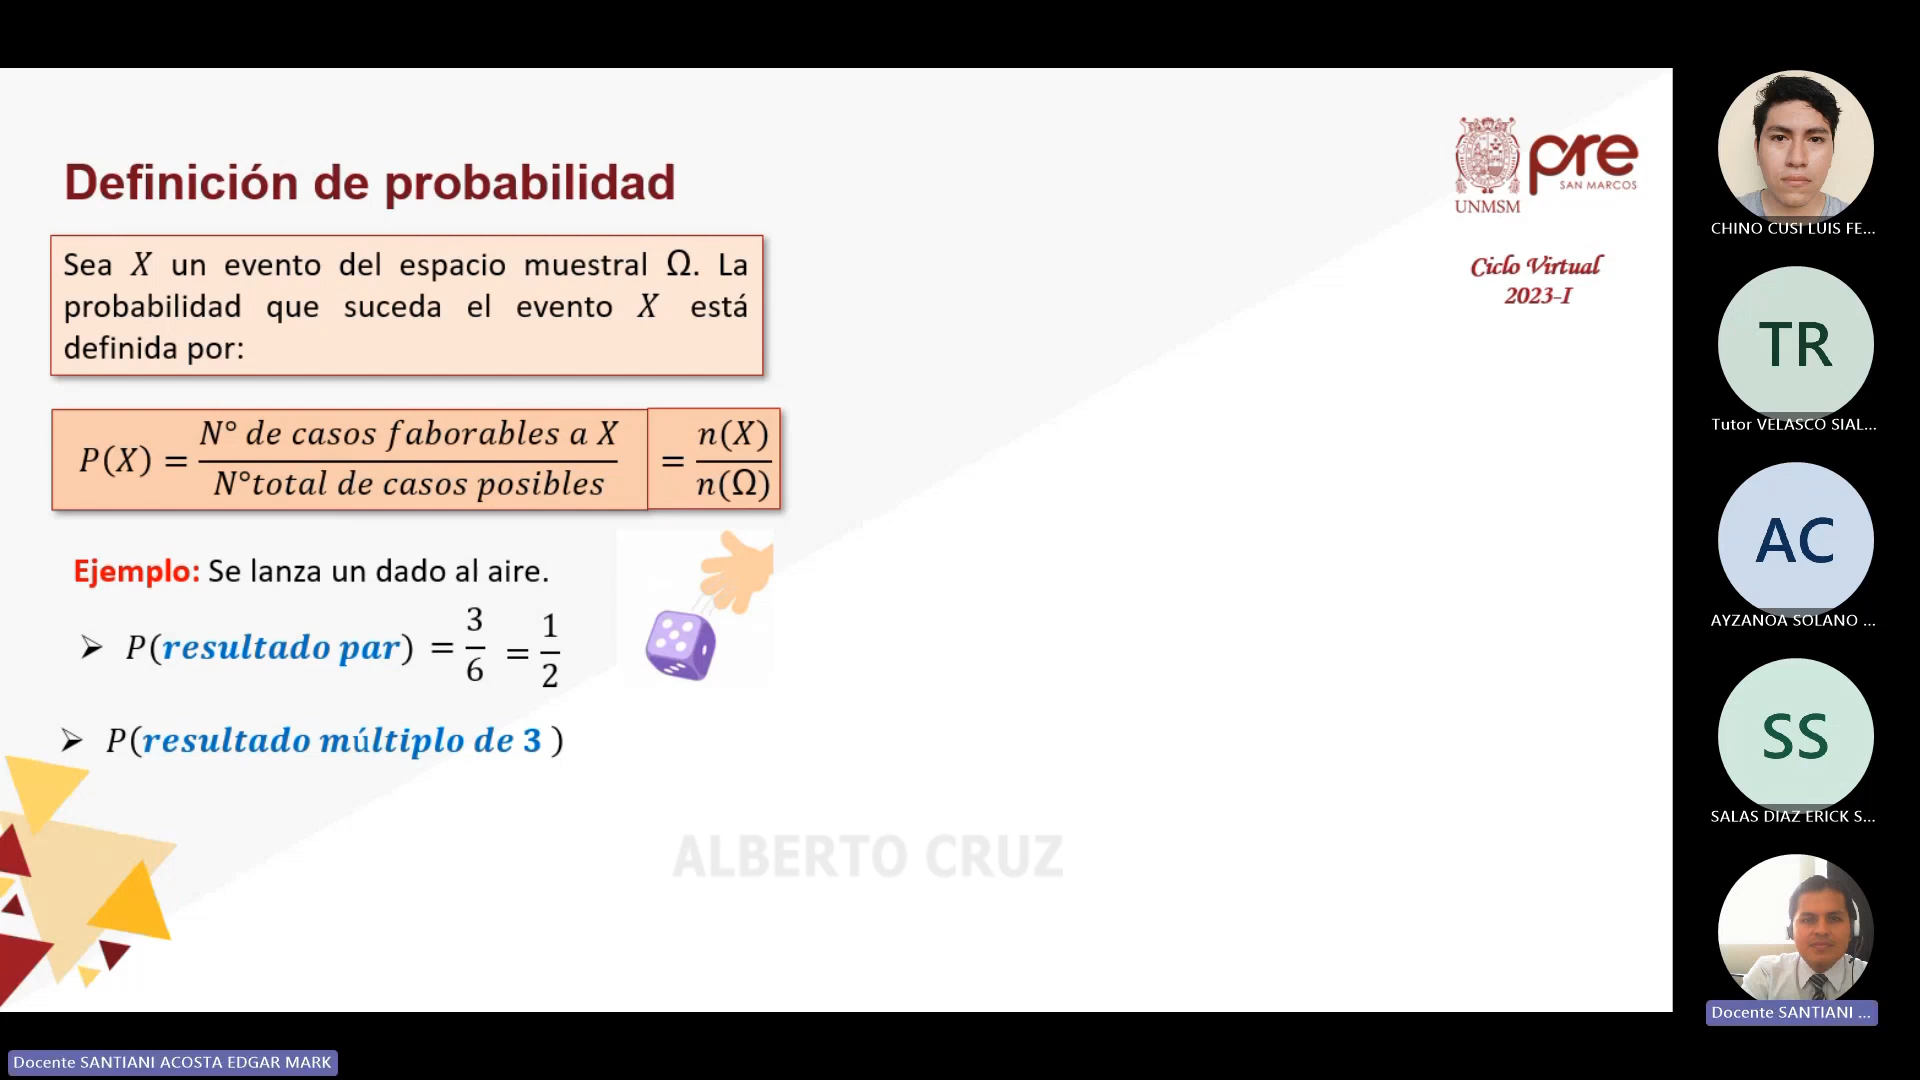 Definición de probabilidad
Sea X un evento del espacio muestral Ω. La
probabilidad que suceda el evento X está
definida por:
P(X) = N° de casos faborables a X / N°total de casos posibles = n(X) / n(Ω)
Ejemplo: Se lanza un dado al aire.
➢ P(resultado par) = 3/6 = 1/2
➢ P(resultado múltiplo de 3 )
ALBERTO CRUZ
UNMSM
pre
SAN MARCOS
Ciclo Virtual
2023-I
CHINO CUSI LUIS FE...
TR
Tutor VELASCO SIAL...
AC
AYZANOA SOLANO ...
SS
SALAS DIAZ ERICK S...
Docente SANTIANI ...
Docente SANTIANI ACOSTA EDGAR MARK